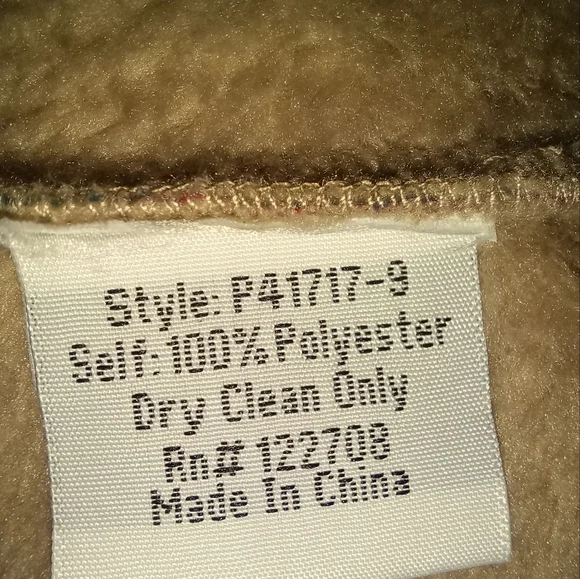 Style: P41717-9
Self: 100% Polyester
Dry Clean Only
Rn# 122708
Made In China